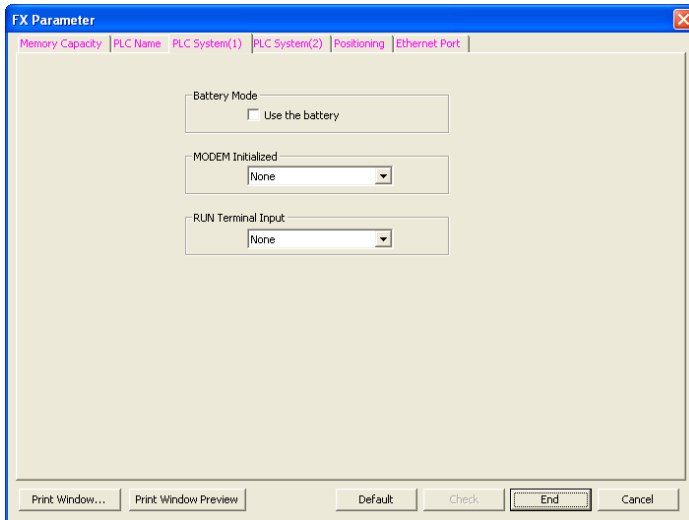 FX Parameter
Memory Capacity PLC Name PLC System(1) PLC System(2) Positioning Ethernet Port
Battery Mode
Use the battery
MODEM Initialized
None
RUN Terminal Input
None
Print Window... Print Window Preview Default Check End Cancel